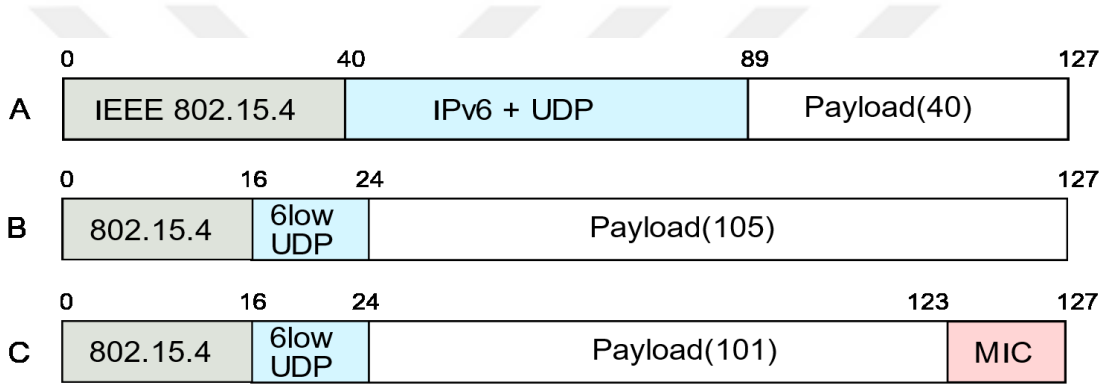 0 40 89 127
A IEEE 802.15.4 IPv6 + UDP Payload(40)
0 16 24 127
B 802.15.4 6low UDP Payload(105)
0 16 24 123 127
C 802.15.4 6low UDP Payload(101) MIC